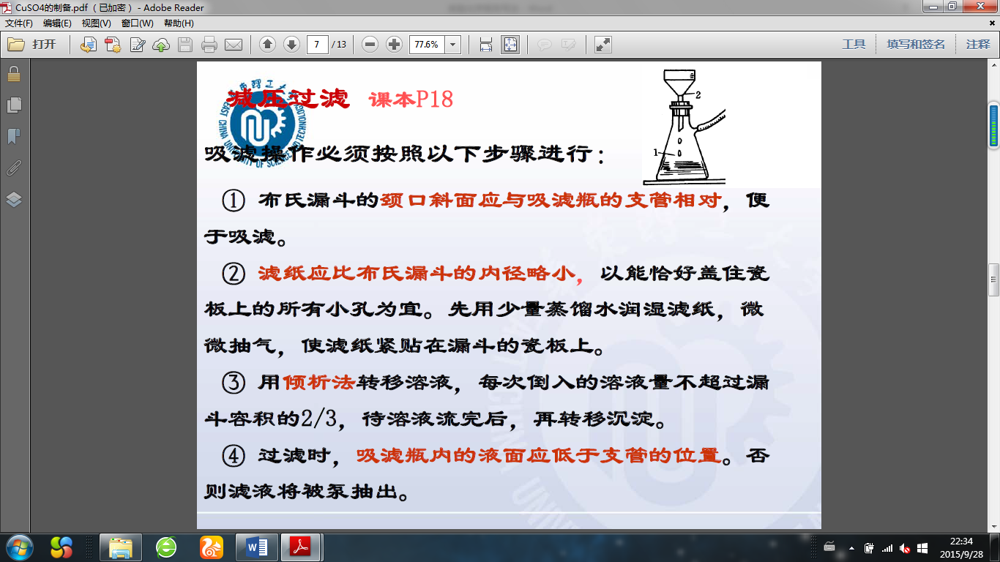 CuSO4的制备.pdf （已加密） - Adobe Reader
文件(F) 编辑(E) 视图(V) 窗口(W) 帮助(H)
打开 7 / 13 77.6% 工具 填写和签名 注释
减压过滤 课本P18
吸滤操作必须按照以下步骤进行：
① 布氏漏斗的颈口斜面应与吸滤瓶的支管相对，便
于吸滤。
② 滤纸应比布氏漏斗的内径略小，以能恰好盖住瓷
板上的所有小孔为宜。先用少量蒸馏水润湿滤纸，微
微抽气，使滤纸紧贴在漏斗的瓷板上。
③ 用倾析法转移溶液，每次倒入的溶液量不超过漏
斗容积的2/3，待溶液流完后，再转移沉淀。
④ 过滤时，吸滤瓶内的液面应低于支管的位置。否
则滤液将被泵抽出。
2
1
22:34
2015/9/28